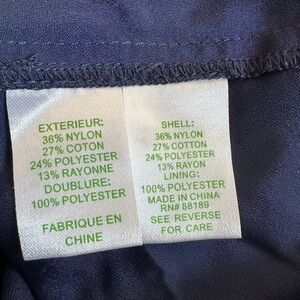 EXTERIEUR:
36% NYLON
27% COTON
24% POLYESTER
13% RAYONNE
DOUBLURE:
100% POLYESTER
FABRIQUE EN
CHINE
SHELL:
36% NYLON
27% COTTON
24% POLYESTER
13% RAYON
LINING:
100% POLYESTER
MADE IN CHINA
RN# 88189
SEE REVERSE
FOR CARE